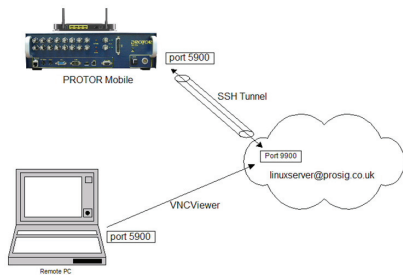 port 5900
PROTOR Mobile
SSH Tunnel
Port 9900
linuxserver@prosig.co.uk
VNCViewer
port 5900
Remote PC